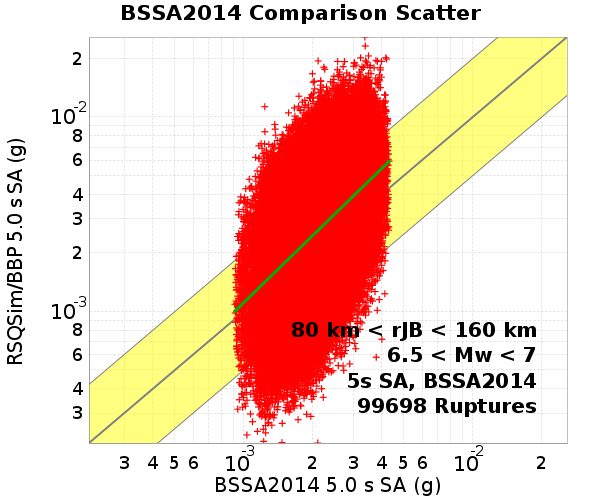 BSSA2014 Comparison Scatter
RSQSim/BBP 5.0 s SA (g)
2
10-2
8
6
4
3
2
10-3
8
6
4
3
80 km < rJB < 160 km
6.5 < Mw < 7
5s SA, BSSA2014
99698 Ruptures
3 4 5 6 10-3 2 3 4 5 6 10-2 2
BSSA2014 5.0 s SA (g)